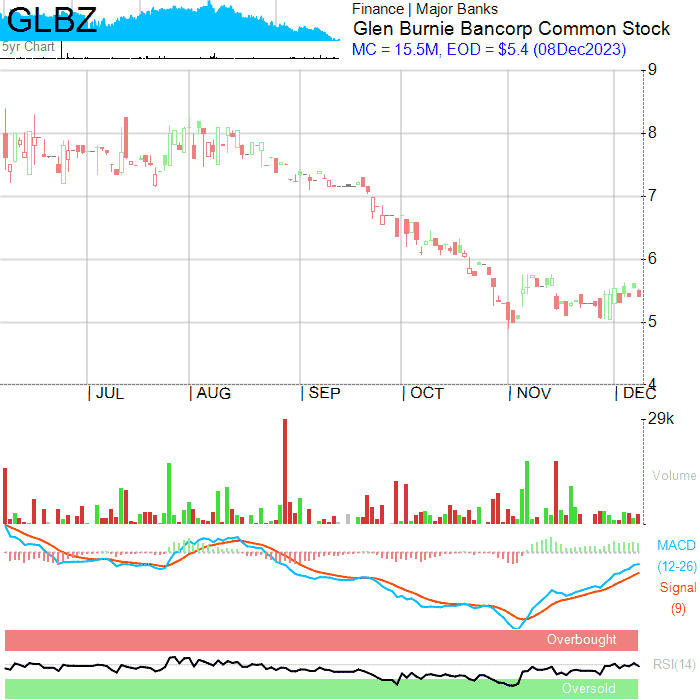 GLBZ
5yr Chart
Finance | Major Banks
Glen Burnie Bancorp Common Stock
MC = 15.5M, EOD = $5.4 (08Dec2023)
9
8
7
6
5
4
| JUL | AUG | SEP | OCT | NOV | DEC
29k
Volume
MACD
(12-26)
Signal
(9)
Overbought
RSI(14)
Oversold